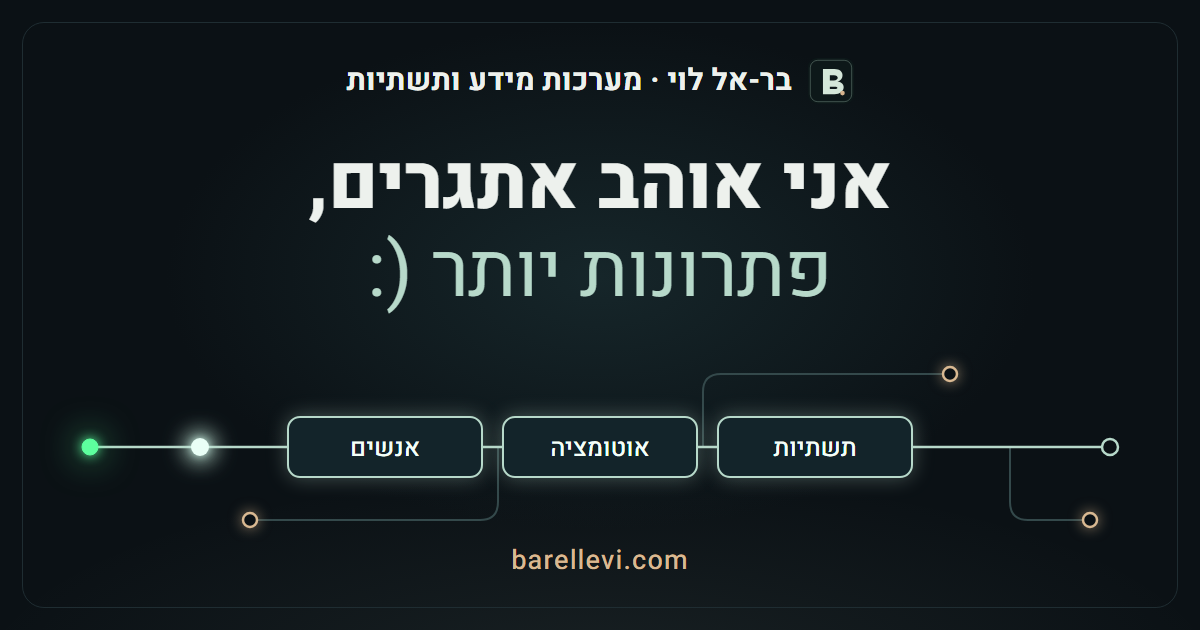 B.
בר-אל לוי · מערכות מידע ותשתיות
אני אוהב אתגרים,
פתרונות יותר (:
תשתיות
אוטומציה
אנשים
barellevi.com